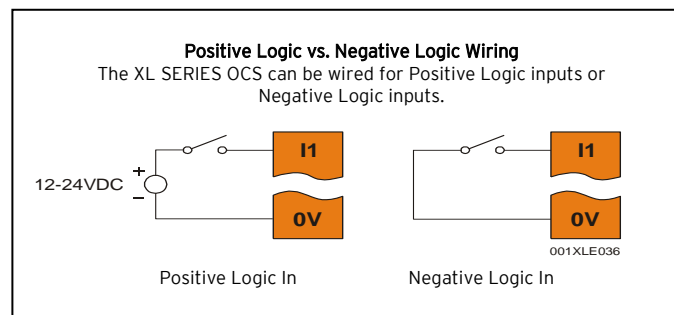 Positive Logic vs. Negative Logic Wiring
The XL SERIES OCS can be wired for Positive Logic inputs or
Negative Logic inputs.
I1
I1
+
12-24VDC
–
0V
0V
001XLE036
Positive Logic In
Negative Logic In